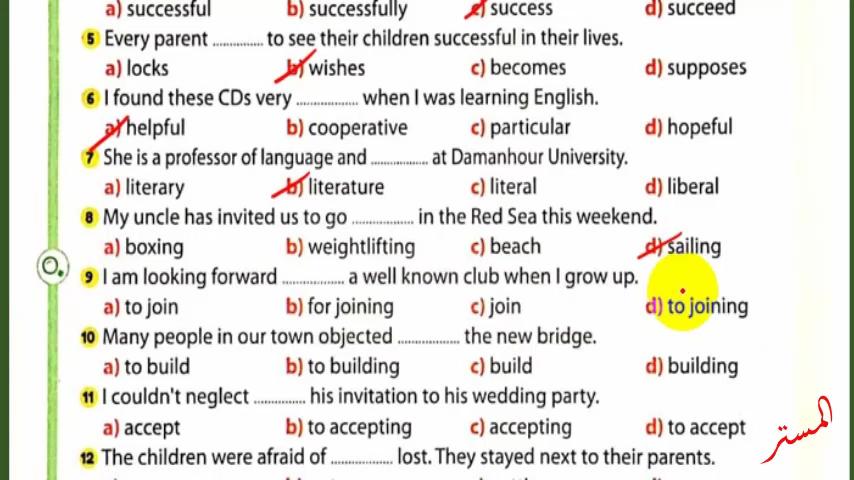 a) successful b) successfully c) success d) succeed
5 Every parent .............. to see their children successful in their lives.
a) locks b) wishes c) becomes d) supposes
6 I found these CDs very ................. when I was learning English.
a) helpful b) cooperative c) particular d) hopeful
7 She is a professor of language and ............... at Damanhour University.
a) literary b) literature c) literal d) liberal
8 My uncle has invited us to go ................ in the Red Sea this weekend.
a) boxing b) weightlifting c) beach d) sailing
9 I am looking forward ................ a well known club when I grow up.
a) to join b) for joining c) join d) to joining
10 Many people in our town objected ................. the new bridge.
a) to build b) to building c) build d) building
11 I couldn't neglect .............. his invitation to his wedding party.
a) accept b) to accepting c) accepting d) to accept
المستر
12 The children were afraid of ................. lost. They stayed next to their parents.